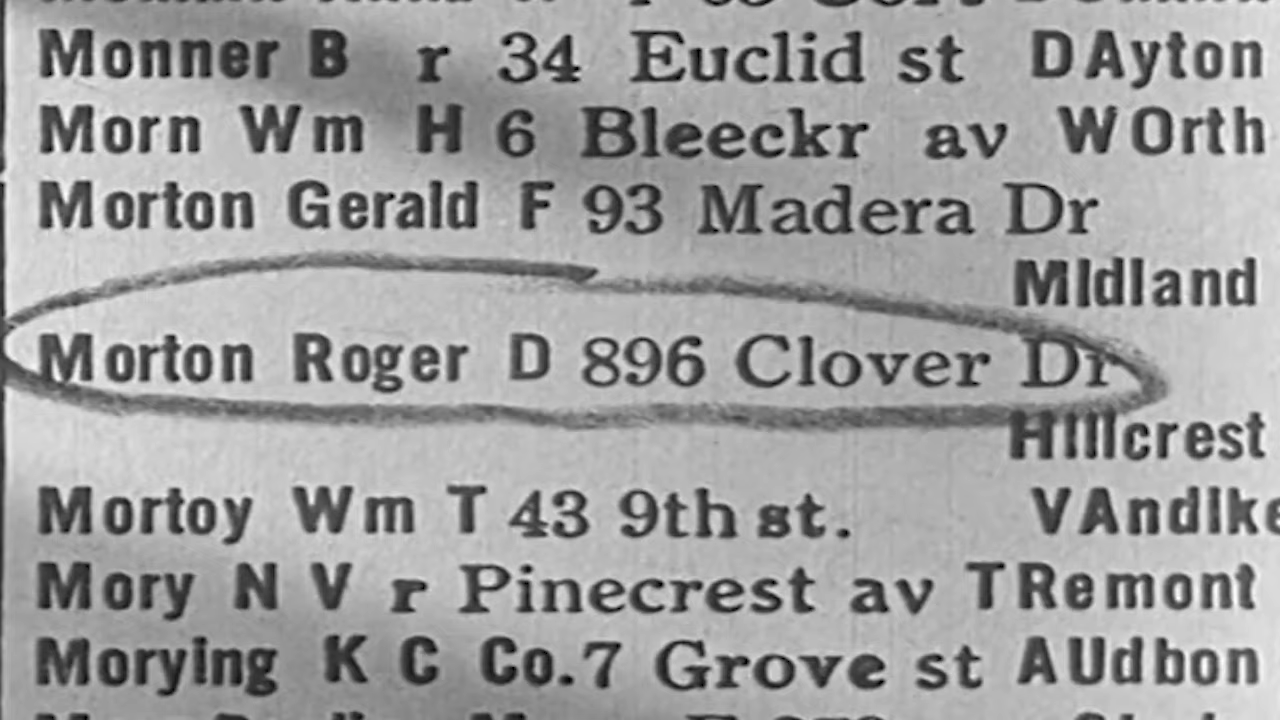 Monner B r 34 Euclid st DAyton
Morn Wm H 6 Bleeckr av WOrth
Morton Gerald F 93 Madera Dr
MIdland
Morton Roger D 896 Clover Dr
HIllcrest
Mortoy Wm T 43 9th st. VAndike
Mory N V r Pinecrest av TRemont
Morying K C Co. 7 Grove st AUdbon